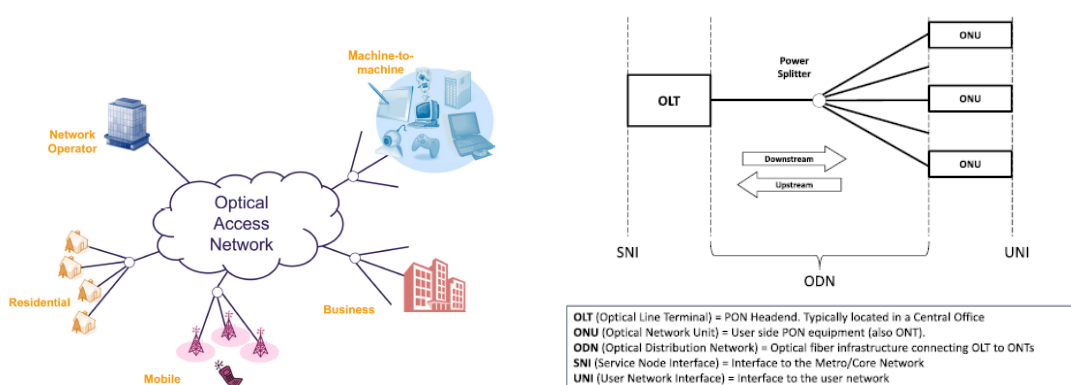 Machine-to-
machine
Network
Operator
Optical
Access
Network
Residential
Business
Mobile
Power
Splitter
OLT
ONU
ONU
ONU
Downstream
Upstream
SNI
UNI
ODN
OLT (Optical Line Terminal) = PON Headend. Typically located in a Central Office
ONU (Optical Network Unit) = User side PON equipment (also ONT).
ODN (Optical Distribution Network) = Optical fiber infrastructure connecting OLT to ONTs
SNI (Service Node Interface) = Interface to the Metro/Core Network
UNI (User Network Interface) = Interface to the user network